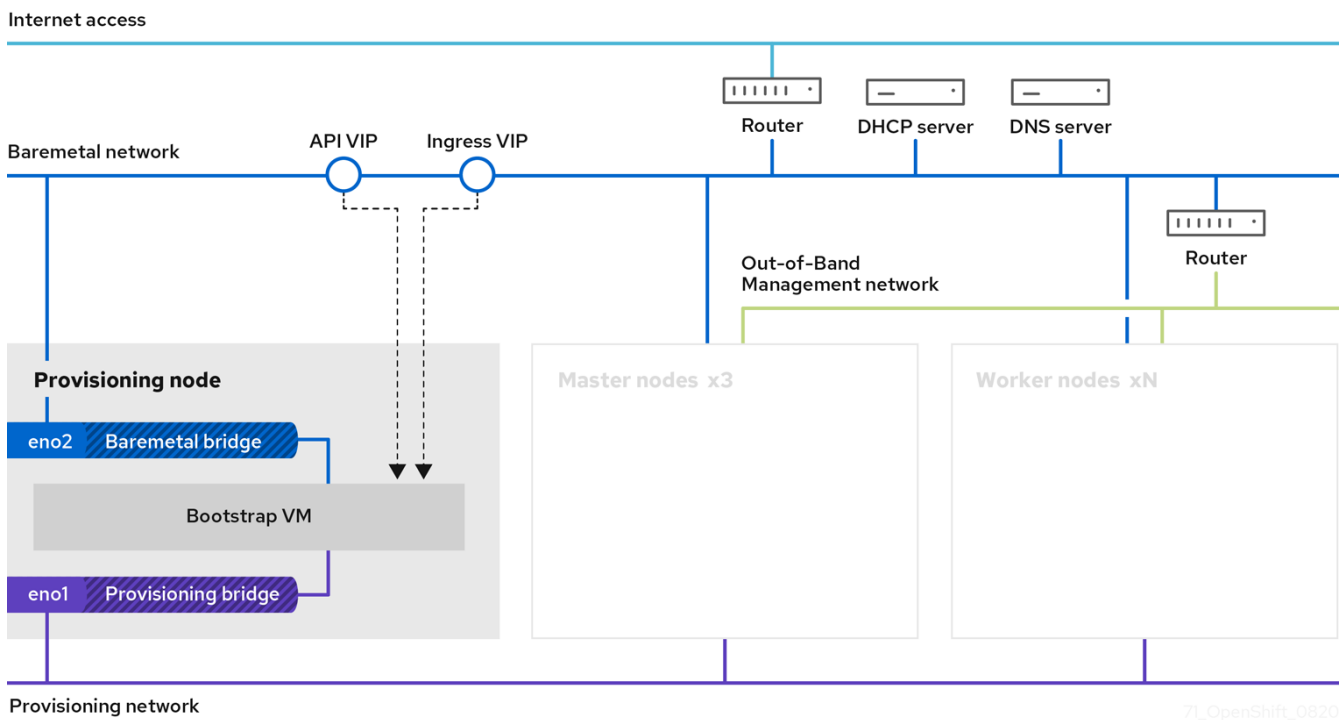 Internet access
Router
DHCP server
DNS server
API VIP
Ingress VIP
Baremetal network
Router
Out-of-Band
Management network
Provisioning node
Master nodes x3
Worker nodes xN
eno2
Baremetal bridge
Bootstrap VM
eno1
Provisioning bridge
Provisioning network
71_OpenShift_0820